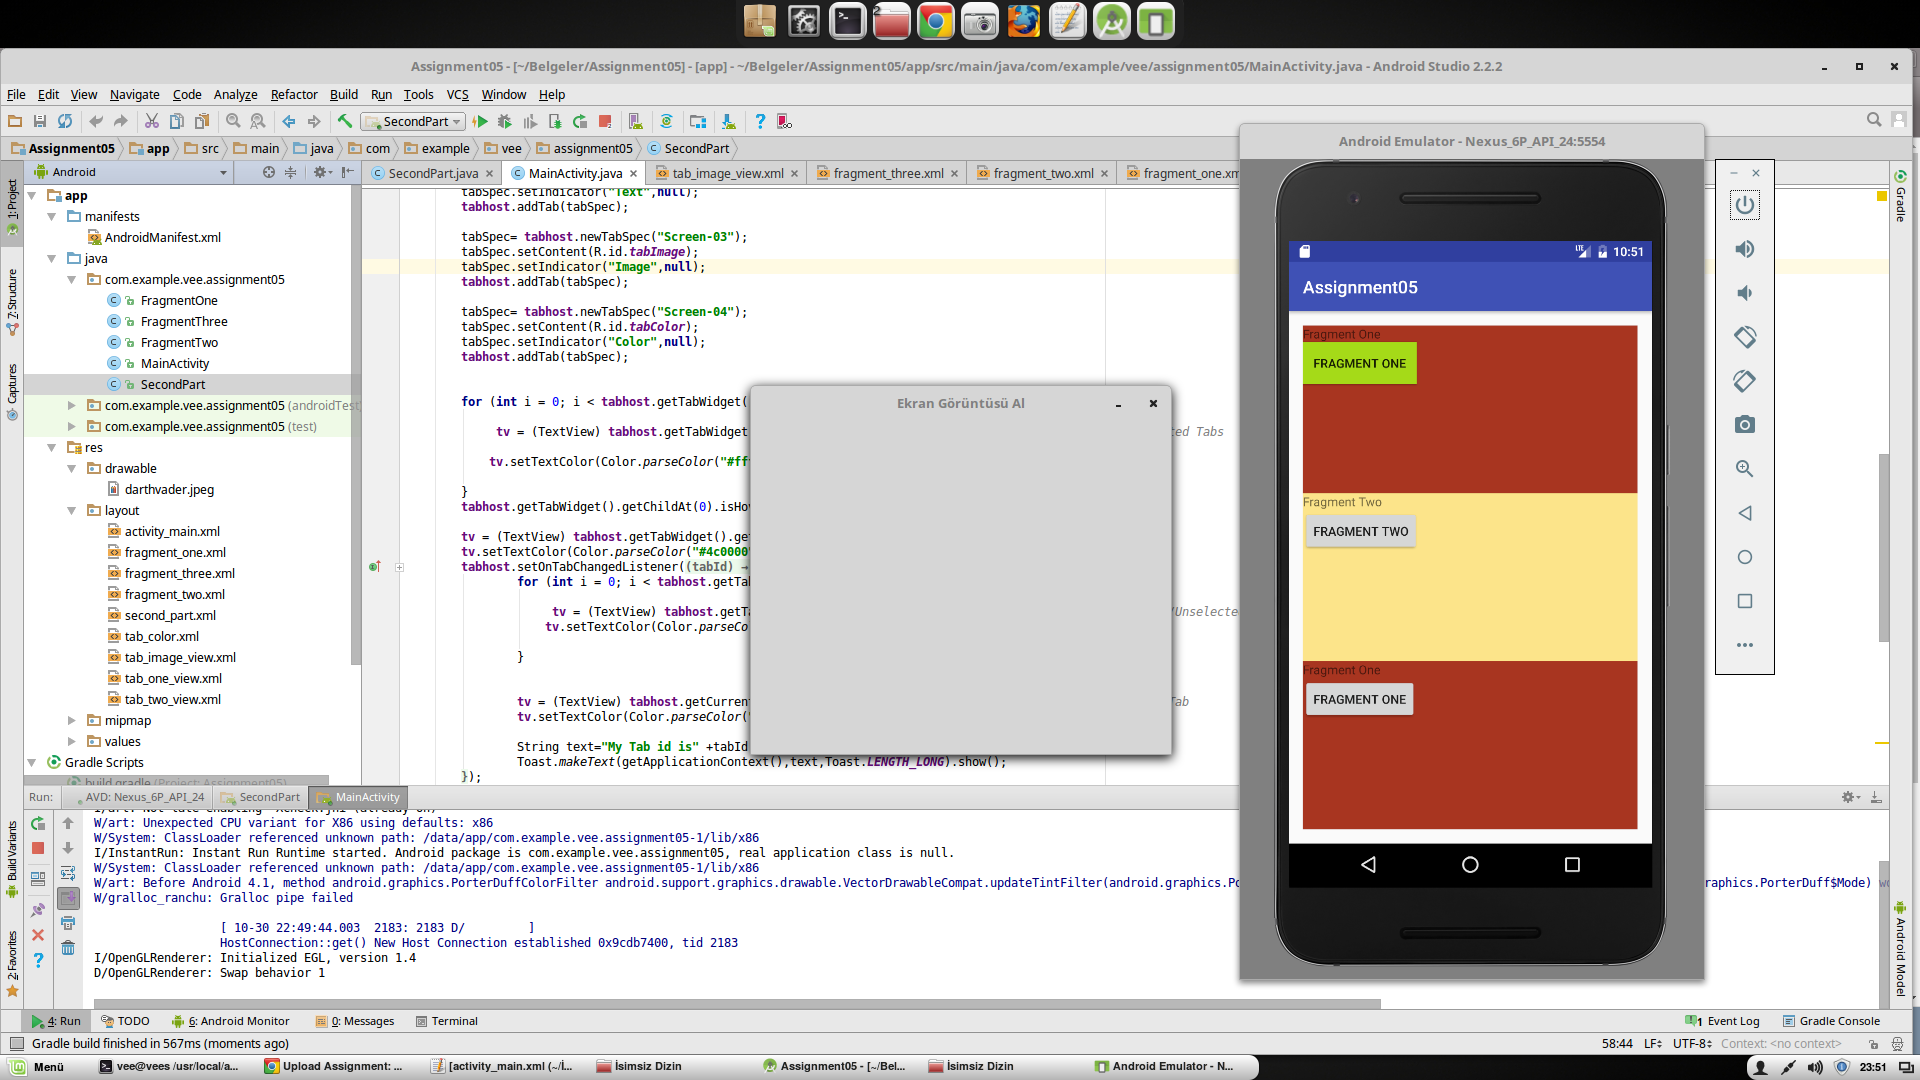 Assignment05 - [~/Belgeler/Assignment05] - [app] - ~/Belgeler/Assignment05/app/src/main/java/com/example/vee/assignment05/MainActivity.java - Android Studio 2.2.2
File Edit View Navigate Code Analyze Refactor Build Run Tools VCS Window Help
SecondPart
Assignment05 app src main java com example vee assignment05 SecondPart
Android
SecondPart.java MainActivity.java tab_image_view.xml fragment_three.xml fragment_two.xml fragment_one.xm
1: Project
7: Structure
Captures
Build Variants
2: Favorites
app
manifests
AndroidManifest.xml
java
com.example.vee.assignment05
FragmentOne
FragmentThree
FragmentTwo
MainActivity
SecondPart
com.example.vee.assignment05 (androidTest
com.example.vee.assignment05 (test)
res
drawable
darthvader.jpeg
layout
activity_main.xml
fragment_one.xml
fragment_three.xml
fragment_two.xml
second_part.xml
tab_color.xml
tab_image_view.xml
tab_one_view.xml
tab_two_view.xml
mipmap
values
Gradle Scripts
build.gradle (Project: Assignment05)
tabSpec.setIndicator("Text",null);
tabhost.addTab(tabSpec);
tabSpec= tabhost.newTabSpec("Screen-03");
tabSpec.setContent(R.id.tabImage);
tabSpec.setIndicator("Image",null);
tabhost.addTab(tabSpec);
tabSpec= tabhost.newTabSpec("Screen-04");
tabSpec.setContent(R.id.tabColor);
tabSpec.setIndicator("Color",null);
tabhost.addTab(tabSpec);
for (int i = 0; i < tabhost.getTabWidget(
tv = (TextView) tabhost.getTabWidget ed Tabs
tv.setTextColor(Color.parseColor("#ff
}
tabhost.getTabWidget().getChildAt(0).isHo
tv = (TextView) tabhost.getTabWidget().ge
tv.setTextColor(Color.parseColor("#4c0000
tabhost.setOnTabChangedListener((tabId) →
for (int i = 0; i < tabhost.getTab
tv = (TextView) tabhost.getT Unselected
tv.setTextColor(Color.parseCo
}
tv = (TextView) tabhost.getCurren ab
tv.setTextColor(Color.parseColor(
String text="My Tab id is" +tabId
Toast.makeText(getApplicationContext(),text,Toast.LENGTH_LONG).show();
});
Ekran Görüntüsü Al
Android Emulator - Nexus_6P_API_24:5554
LTE 10:51
Assignment05
Fragment One
FRAGMENT ONE
Fragment Two
FRAGMENT TWO
Fragment One
FRAGMENT ONE
Gradle
Android Model
Run: AVD: Nexus_6P_API_24 SecondPart MainActivity
W/art: Unexpected CPU variant for X86 using defaults: x86
W/System: ClassLoader referenced unknown path: /data/app/com.example.vee.assignment05-1/lib/x86
I/InstantRun: Instant Run Runtime started. Android package is com.example.vee.assignment05, real application class is null.
W/System: ClassLoader referenced unknown path: /data/app/com.example.vee.assignment05-1/lib/x86
W/art: Before Android 4.1, method android.graphics.PorterDuffColorFilter android.support.graphics.drawable.VectorDrawableCompat.updateTintFilter(android.graphics.Po raphics.PorterDuff$Mode) wo
W/gralloc_ranchu: Gralloc pipe failed
[ 10-30 22:49:44.003 2183: 2183 D/ ]
HostConnection::get() New Host Connection established 0x9cdb7400, tid 2183
I/OpenGLRenderer: Initialized EGL, version 1.4
D/OpenGLRenderer: Swap behavior 1
4: Run TODO 6: Android Monitor 0: Messages Terminal 1 Event Log Gradle Console
Gradle build finished in 567ms (moments ago) 58:44 LF UTF-8 Context: <no context>
Menü vee@vees /usr/local/a... Upload Assignment: ... [activity_main.xml (~/İ... İsimsiz Dizin Assignment05 - [~/Bel... İsimsiz Dizin Android Emulator - N... 23:51